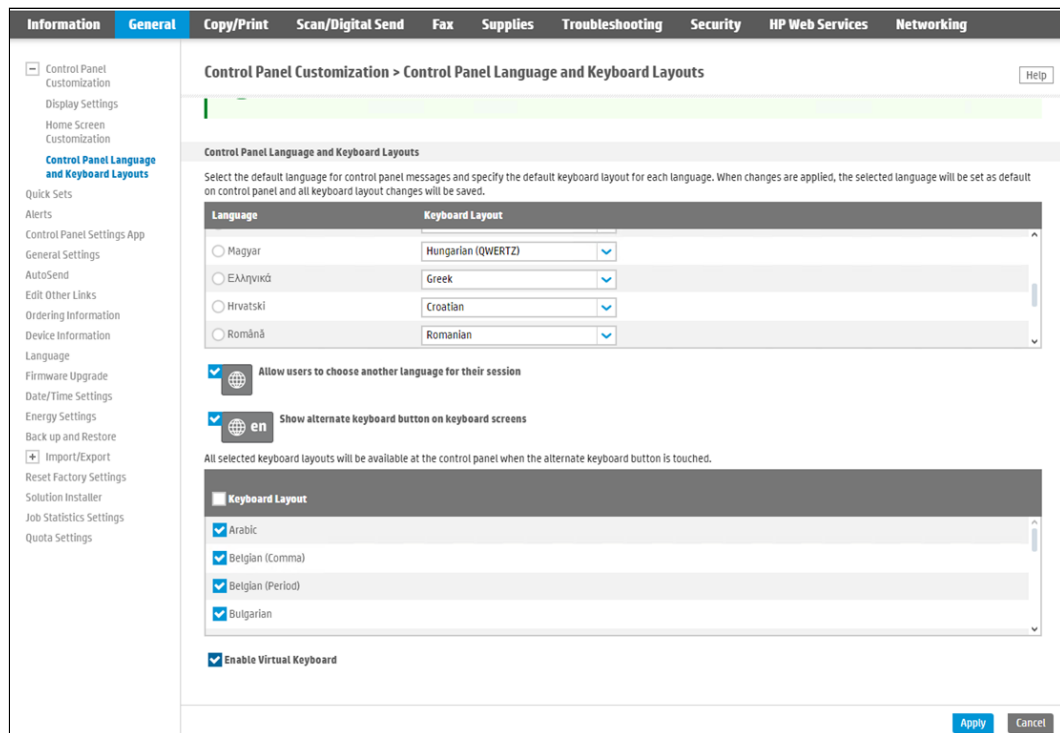 Information General Copy/Print Scan/Digital Send Fax Supplies Troubleshooting Security HP Web Services Networking
Control Panel
Customization
Display Settings
Home Screen
Customization
Control Panel Language
and Keyboard Layouts
Quick Sets
Alerts
Control Panel Settings App
General Settings
AutoSend
Edit Other Links
Ordering Information
Device Information
Language
Firmware Upgrade
Date/Time Settings
Energy Settings
Back up and Restore
Import/Export
Reset Factory Settings
Solution Installer
Job Statistics Settings
Quota Settings
Control Panel Customization > Control Panel Language and Keyboard Layouts
Help
Control Panel Language and Keyboard Layouts
Select the default language for control panel messages and specify the default keyboard layout for each language. When changes are applied, the selected language will be set as default
on control panel and all keyboard layout changes will be saved.
Language Keyboard Layout
Magyar Hungarian (QWERTZ)
Ελληνικά Greek
Hrvatski Croatian
Română Romanian
Allow users to choose another language for their session
en Show alternate keyboard button on keyboard screens
All selected keyboard layouts will be available at the control panel when the alternate keyboard button is touched.
Keyboard Layout
Arabic
Belgian (Comma)
Belgian (Period)
Bulgarian
Enable Virtual Keyboard
Apply Cancel